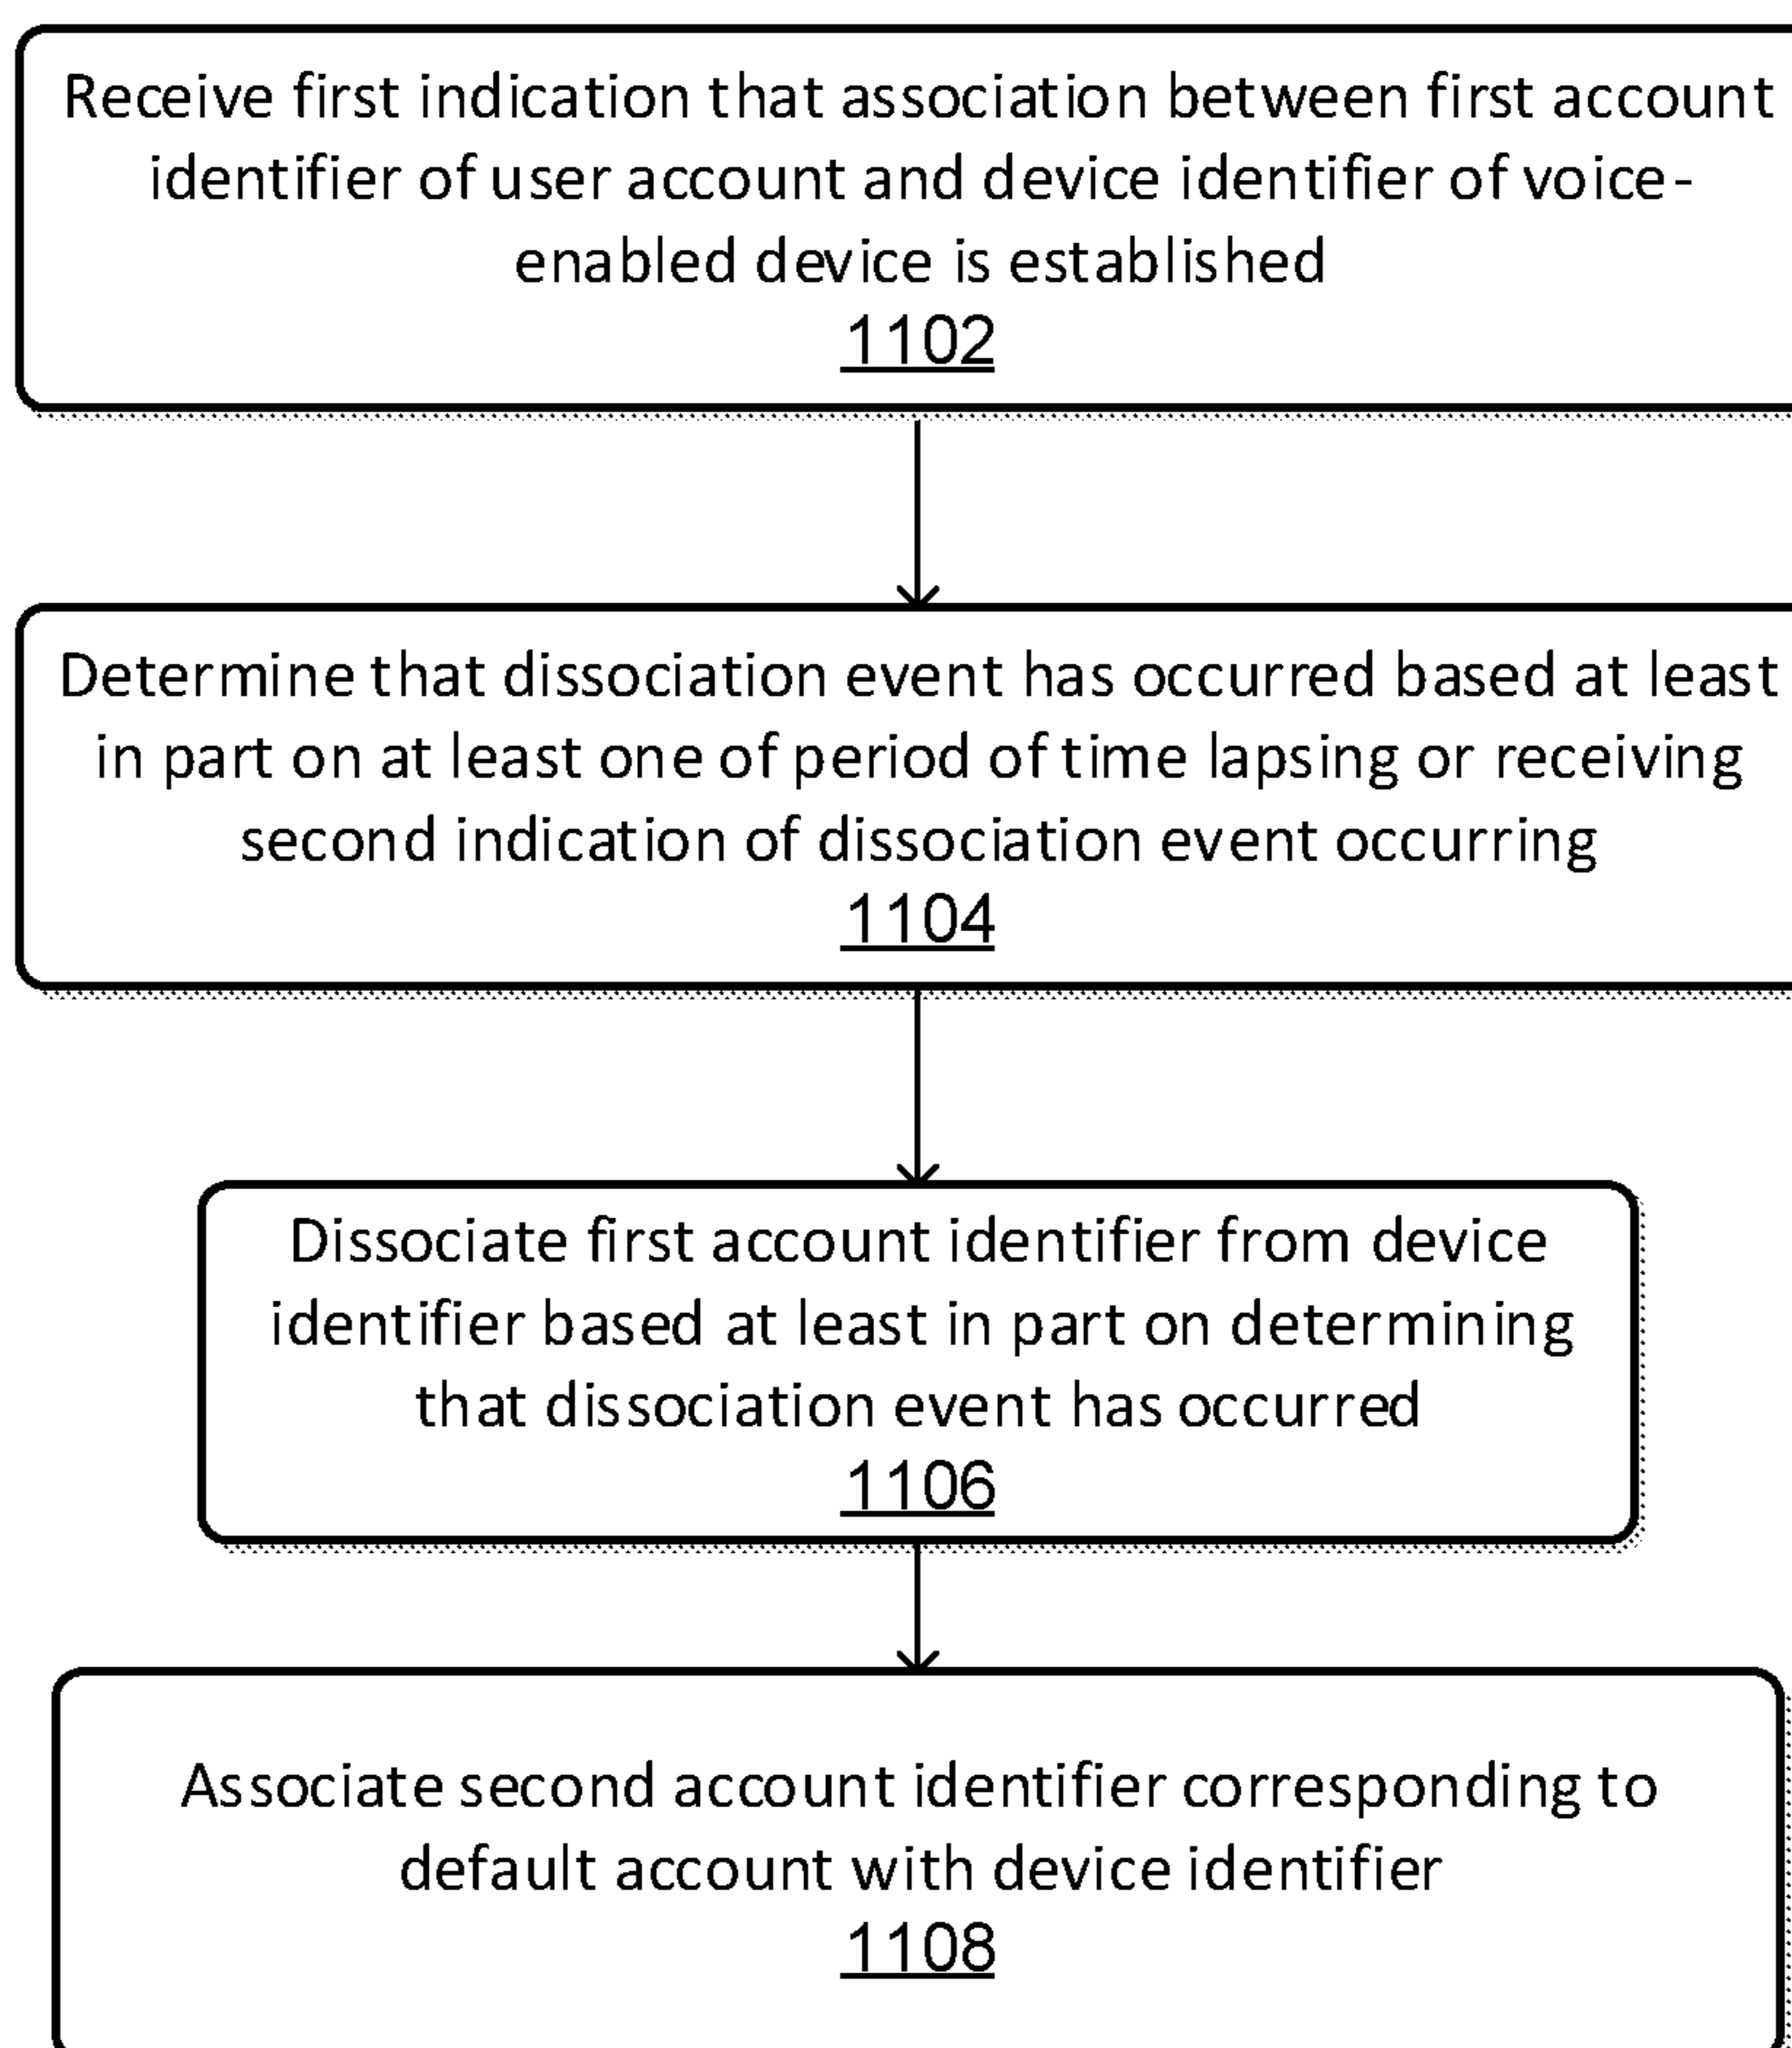 Receive first indication that association between first account
identifier of user account and device identifier of voice-
enabled device is established
1102
Determine that dissociation event has occurred based at least
in part on at least one of period of time lapsing or receiving
second indication of dissociation event occurring
1104
Dissociate first account identifier from device
identifier based at least in part on determining
that dissociation event has occurred
1106
Associate second account identifier corresponding to
default account with device identifier
1108